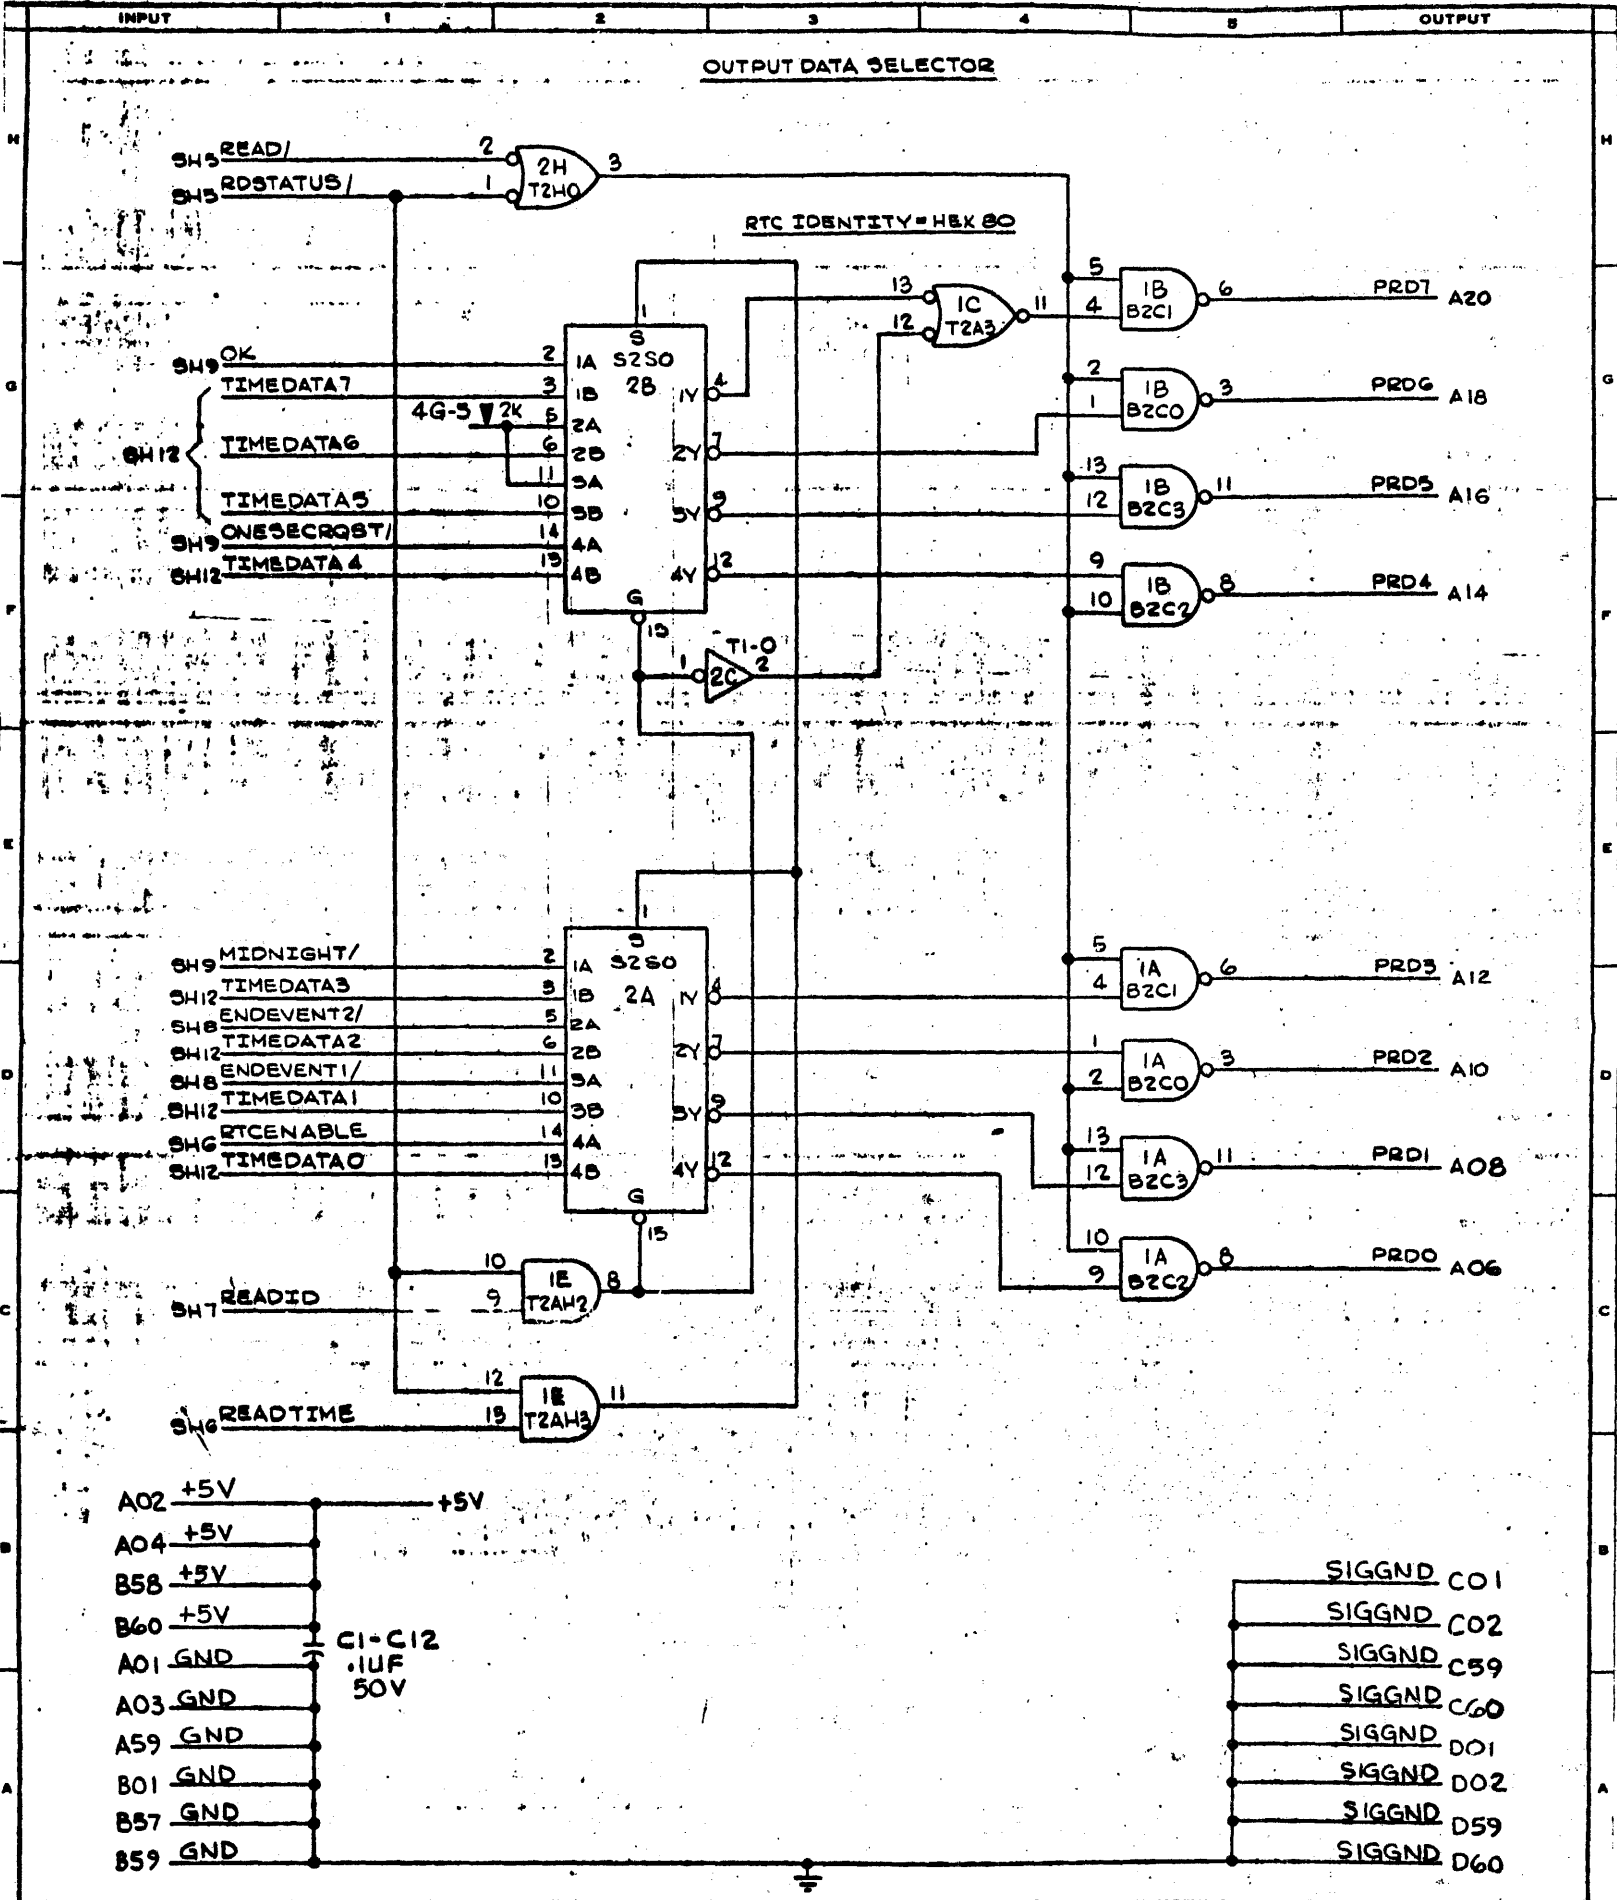 INPUT 1 2 3 4 5 OUTPUT
OUTPUT DATA SELECTOR
H H
SH5 READ/ 2 2H T2H0 3
SH5 RDSTATUS/ 1
RTC IDENTITY = HEX 80
G G
SH9 OK 2 1A
SH12 TIMEDATA7 3 1B
4G-5 2K 5 2A
TIMEDATA6 6 2B
11 3A
TIMEDATA5 10 3B
SH9 ONESECRQST/ 14 4A
SH12 TIMEDATA4 13 4B
1 S S2S0 2B
1Y 4
2Y 7
3Y 9
4Y 12
G 15
13 12 1C T2A3 11
1 2C T1-0 2
5 4 1B B2C1 6 PRD7 A20
2 1 1B B2C0 3 PRD6 A18
13 12 1B B2C3 11 PRD5 A16
9 10 1B B2C2 8 PRD4 A14
F F
E E
SH9 MIDNIGHT/ 2 1A
SH12 TIMEDATA3 3 1B
SH8 ENDEVENT2/ 5 2A
SH12 TIMEDATA2 6 2B
SH8 ENDEVENT1/ 11 3A
SH12 TIMEDATA1 10 3B
SH6 RTCENABLE 14 4A
SH12 TIMEDATA0 13 4B
1 S S2S0 2A
1Y 4
2Y 7
3Y 9
4Y 12
G 15
5 4 1A B2C1 6 PRD3 A12
1 2 1A B2C0 3 PRD2 A10
13 12 1A B2C3 11 PRD1 A08
10 9 1A B2C2 8 PRD0 A06
D D
C C
SH7 READID 10 9 1E T2AH2 8
SH6 READTIME 12 13 1E T2AH3 11
A02 +5V +5V
A04 +5V
B58 +5V
B60 +5V
C1-C12
.1UF
50V
A01 GND
A03 GND
A59 GND
B01 GND
B57 GND
B59 GND
B B
A A
SIGGND C01
SIGGND C02
SIGGND C59
SIGGND C60
SIGGND D01
SIGGND D02
SIGGND D59
SIGGND D60